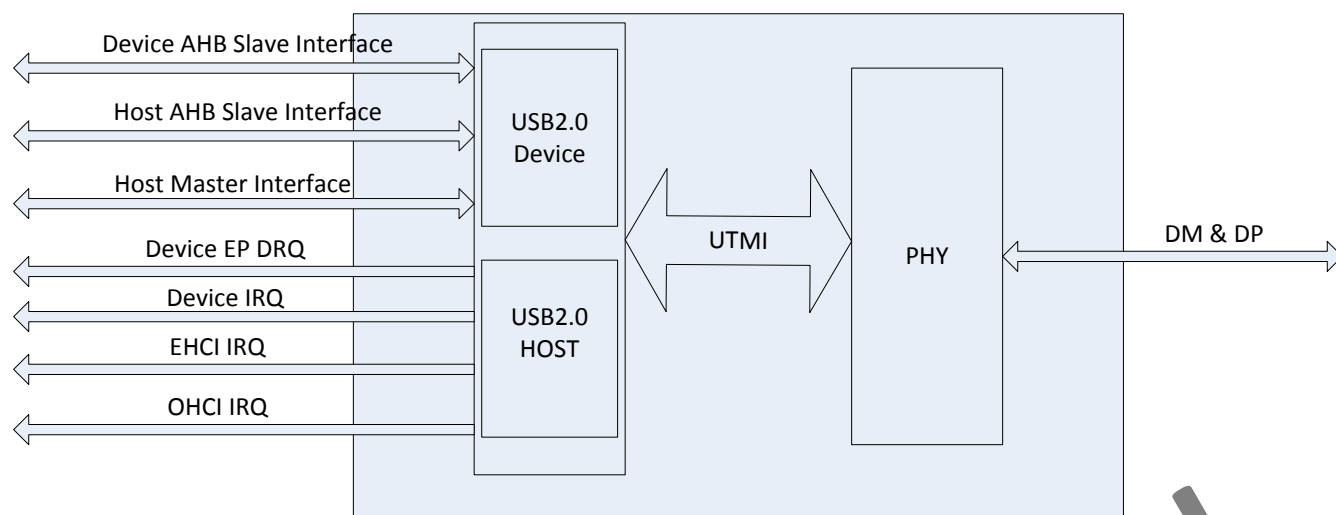 Device AHB Slave Interface
Host AHB Slave Interface
Host Master Interface
Device EP DRQ
Device IRQ
EHCI IRQ
OHCI IRQ
USB2.0
Device
USB2.0
HOST
UTMI
PHY
DM & DP